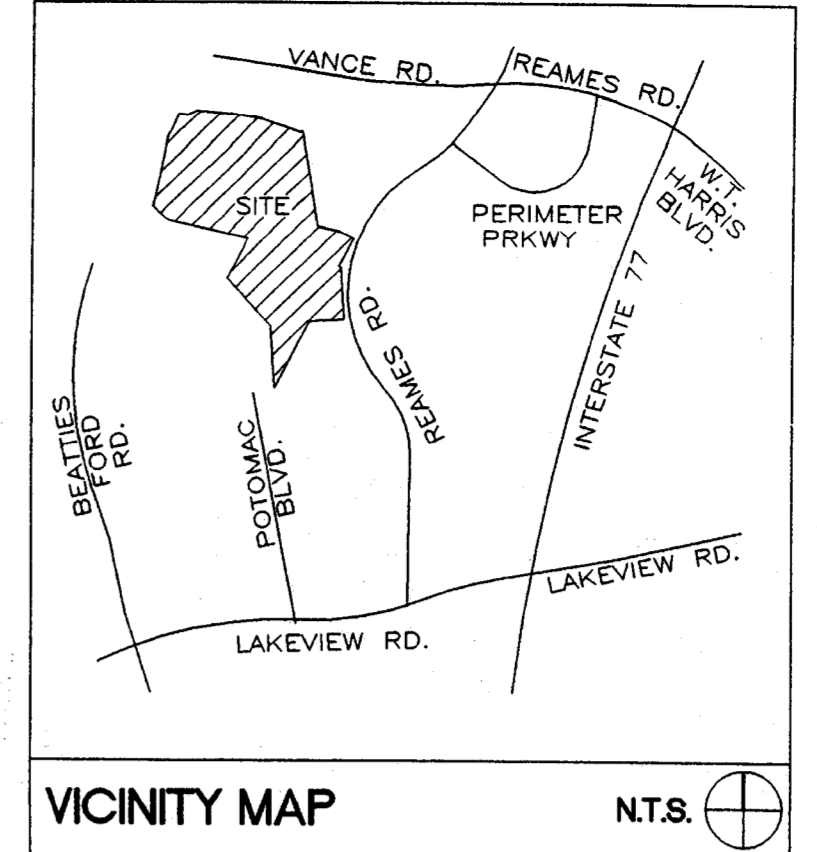 VANCE RD.
REAMES RD.
W.T.
HARRIS
BLVD.
SITE
PERIMETER
PRKWY
INTERSTATE 77
REAMES RD.
BEATTIES
FORD
RD.
POTOMAC
BLVD.
LAKEVIEW RD.
LAKEVIEW RD.
VICINITY MAP
N.T.S.